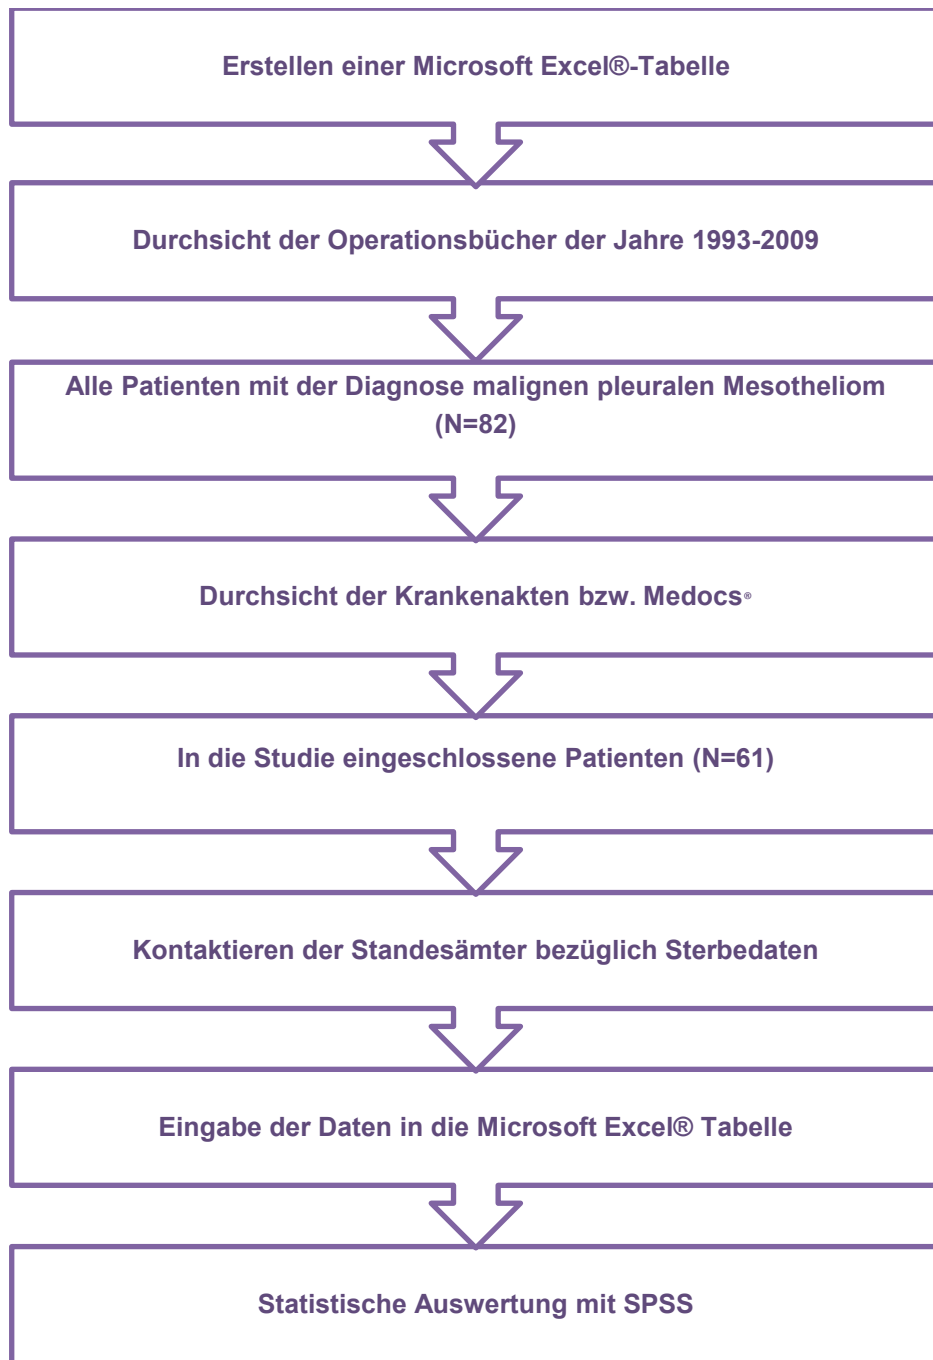 Erstellen einer Microsoft Excel®-Tabelle
Durchsicht der Operationsbücher der Jahre 1993-2009
Alle Patienten mit der Diagnose malignen pleuralen Mesotheliom
(N=82)
Durchsicht der Krankenakten bzw. Medocs®
In die Studie eingeschlossene Patienten (N=61)
Kontaktieren der Standesämter bezüglich Sterbedaten
Eingabe der Daten in die Microsoft Excel® Tabelle
Statistische Auswertung mit SPSS